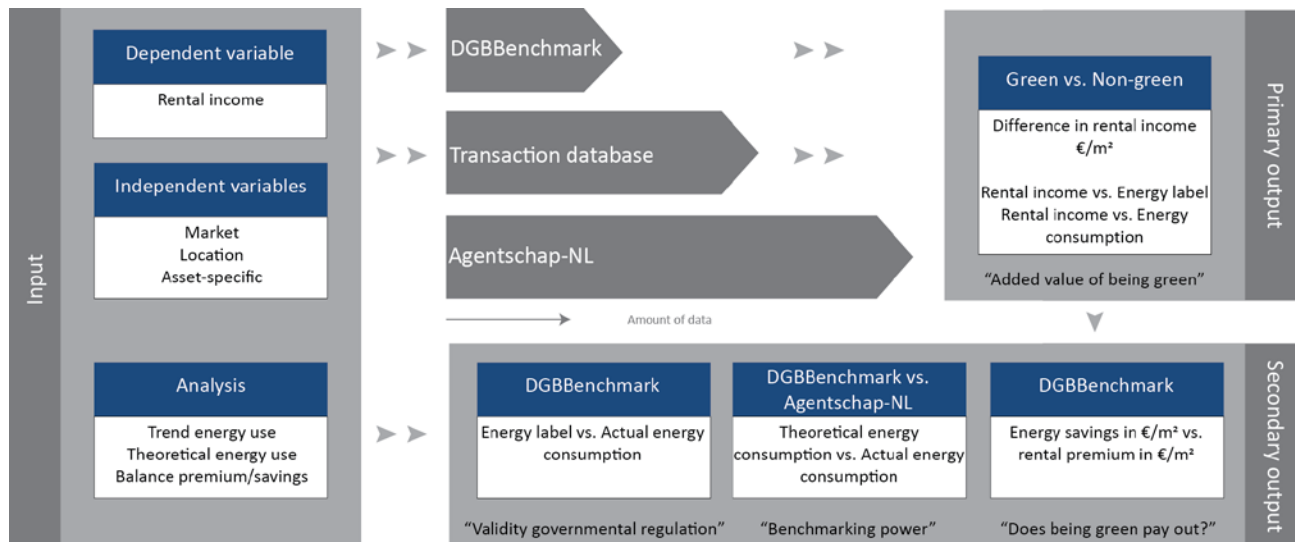 Input
Dependent variable
Rental income
Independent variables
Market
Location
Asset-specific
Analysis
Trend energy use
Theoretical energy use
Balance premium/savings
DGBBenchmark
Transaction database
Agentschap-NL
Amount of data
Green vs. Non-green
Difference in rental income
€/m²
Rental income vs. Energy label
Rental income vs. Energy
consumption
“Added value of being green”
Primary output
DGBBenchmark
Energy label vs. Actual energy
consumption
“Validity governmental regulation”
DGBBenchmark vs.
Agentschap-NL
Theoretical energy
consumption vs. Actual energy
consumption
“Benchmarking power”
DGBBenchmark
Energy savings in €/m² vs.
rental premium in €/m²
“Does being green pay out?”
Secondary output